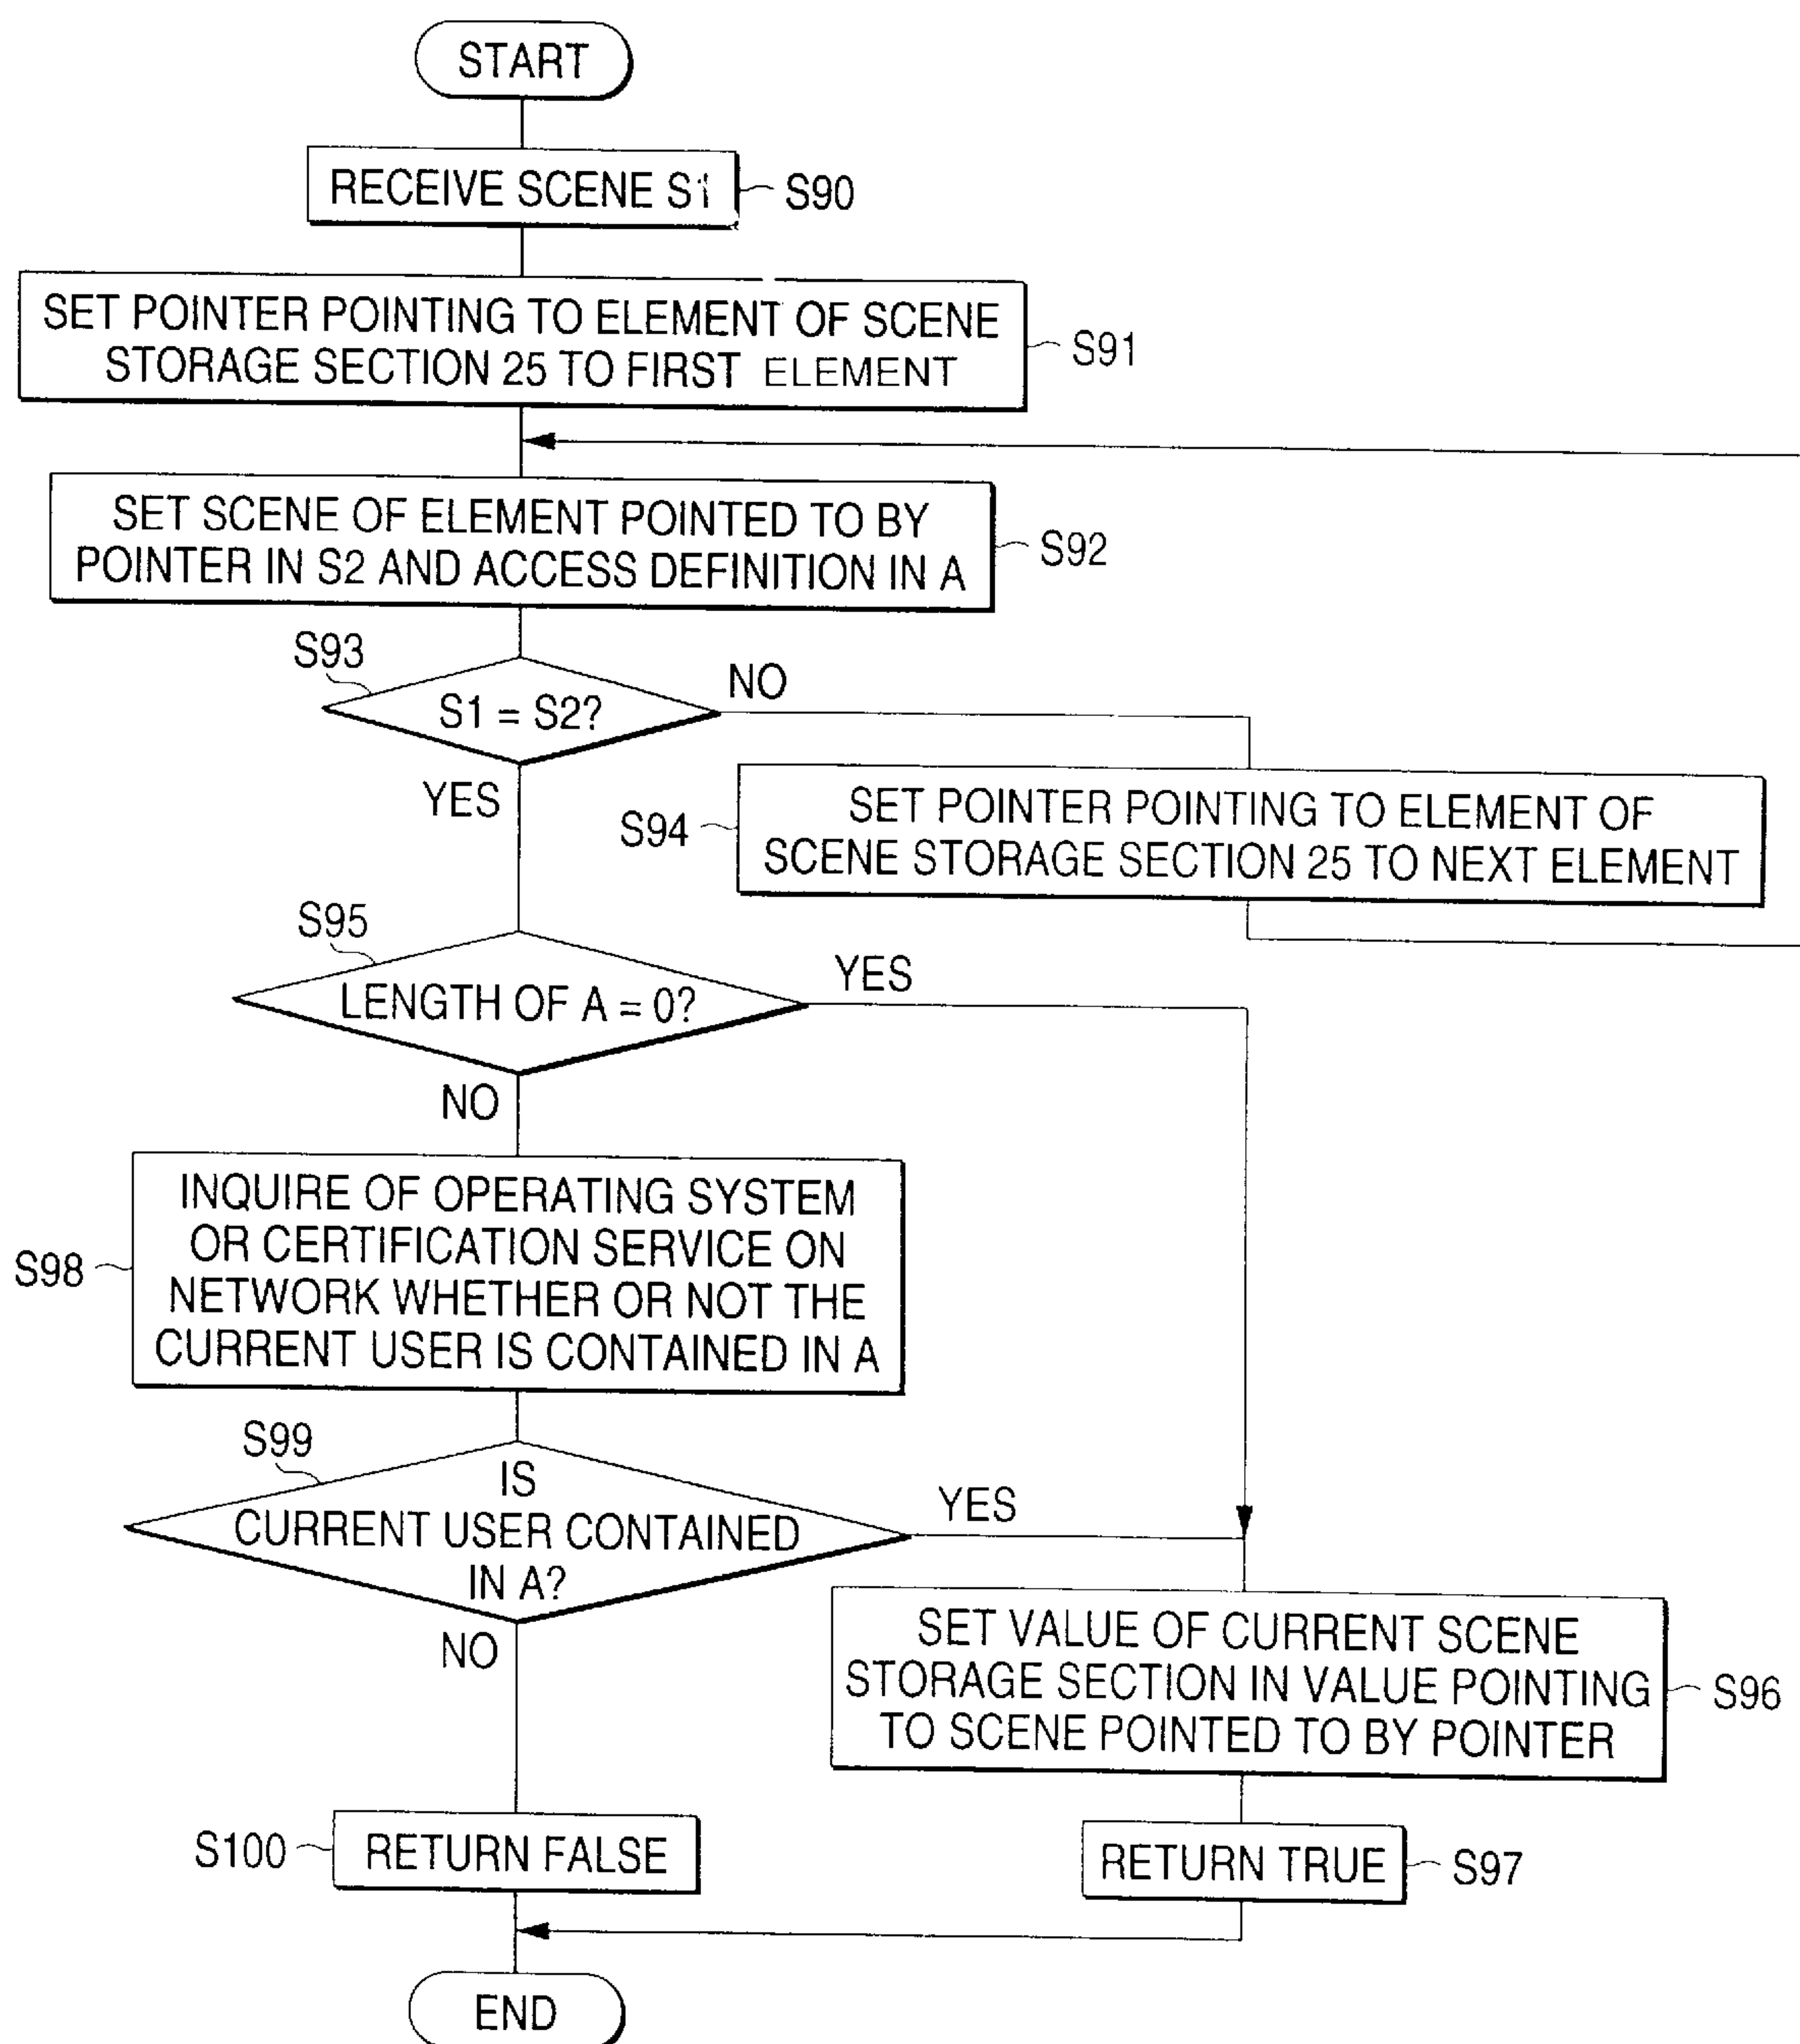 START
RECEIVE SCENE S1
S90
SET POINTER POINTING TO ELEMENT OF SCENE
STORAGE SECTION 25 TO FIRST ELEMENT
S91
SET SCENE OF ELEMENT POINTED TO BY
POINTER IN S2 AND ACCESS DEFINITION IN A
S92
S93
S1 = S2?
NO
YES
S94
SET POINTER POINTING TO ELEMENT OF
SCENE STORAGE SECTION 25 TO NEXT ELEMENT
S95
LENGTH OF A = 0?
YES
NO
S98
INQUIRE OF OPERATING SYSTEM
OR CERTIFICATION SERVICE ON
NETWORK WHETHER OR NOT THE
CURRENT USER IS CONTAINED IN A
S99
IS
CURRENT USER CONTAINED
IN A?
YES
NO
SET VALUE OF CURRENT SCENE
STORAGE SECTION IN VALUE POINTING
TO SCENE POINTED TO BY POINTER
S96
S100
RETURN FALSE
RETURN TRUE
S97
END